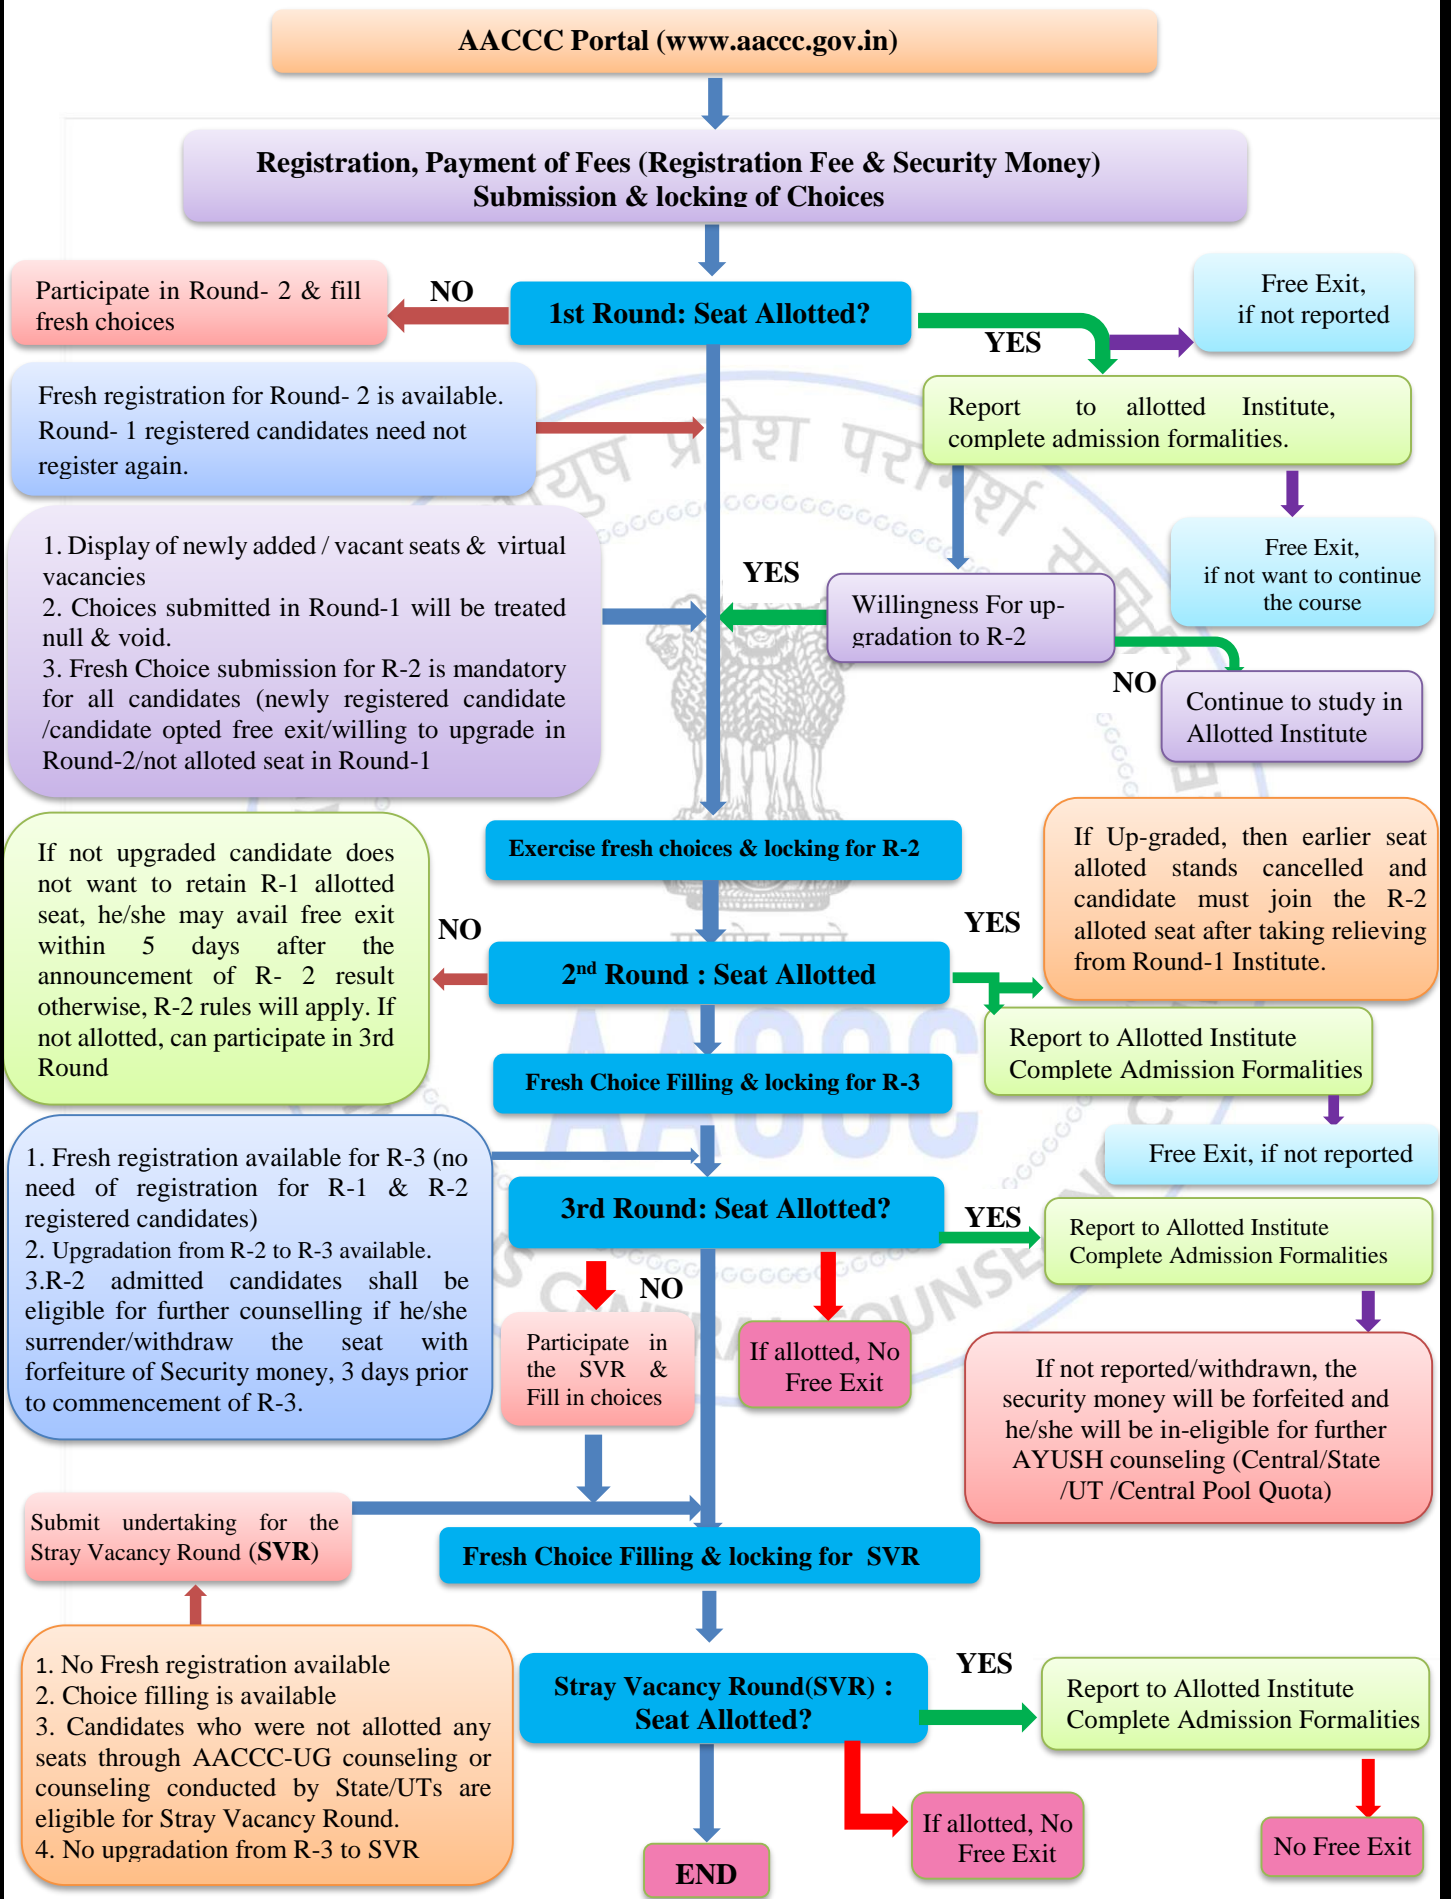 AACCC Portal (www.aaccc.gov.in)
Registration, Payment of Fees (Registration Fee & Security Money)
Submission & locking of Choices
Participate in Round- 2 & fill
fresh choices
NO
1st Round: Seat Allotted?
YES
Free Exit,
if not reported
Fresh registration for Round- 2 is available.
Round- 1 registered candidates need not
register again.
Report to allotted Institute,
complete admission formalities.
Free Exit,
if not want to continue
the course
1. Display of newly added / vacant seats & virtual
vacancies
2. Choices submitted in Round-1 will be treated
null & void.
3. Fresh Choice submission for R-2 is mandatory
for all candidates (newly registered candidate
/candidate opted free exit/willing to upgrade in
Round-2/not alloted seat in Round-1
YES
Willingness For up-
gradation to R-2
NO
Continue to study in
Allotted Institute
Exercise fresh choices & locking for R-2
If not upgraded candidate does
not want to retain R-1 allotted
seat, he/she may avail free exit
within 5 days after the
announcement of R- 2 result
otherwise, R-2 rules will apply. If
not allotted, can participate in 3rd
Round
NO
2nd Round : Seat Allotted
YES
If Up-graded, then earlier seat
alloted stands cancelled and
candidate must join the R-2
alloted seat after taking relieving
from Round-1 Institute.
Report to Allotted Institute
Complete Admission Formalities
Free Exit, if not reported
Fresh Choice Filling & locking for R-3
1. Fresh registration available for R-3 (no
need of registration for R-1 & R-2
registered candidates)
2. Upgradation from R-2 to R-3 available.
3.R-2 admitted candidates shall be
eligible for further counselling if he/she
surrender/withdraw the seat with
forfeiture of Security money, 3 days prior
to commencement of R-3.
3rd Round: Seat Allotted?
YES
Report to Allotted Institute
Complete Admission Formalities
NO
Participate in
the SVR &
Fill in choices
If allotted, No
Free Exit
If not reported/withdrawn, the
security money will be forfeited and
he/she will be in-eligible for further
AYUSH counseling (Central/State
/UT /Central Pool Quota)
Submit undertaking for the
Stray Vacancy Round (SVR)
Fresh Choice Filling & locking for SVR
1. No Fresh registration available
2. Choice filling is available
3. Candidates who were not allotted any
seats through AACCC-UG counseling or
counseling conducted by State/UTs are
eligible for Stray Vacancy Round.
4. No upgradation from R-3 to SVR
Stray Vacancy Round(SVR) :
Seat Allotted?
YES
Report to Allotted Institute
Complete Admission Formalities
If allotted, No
Free Exit
No Free Exit
END
AACCC